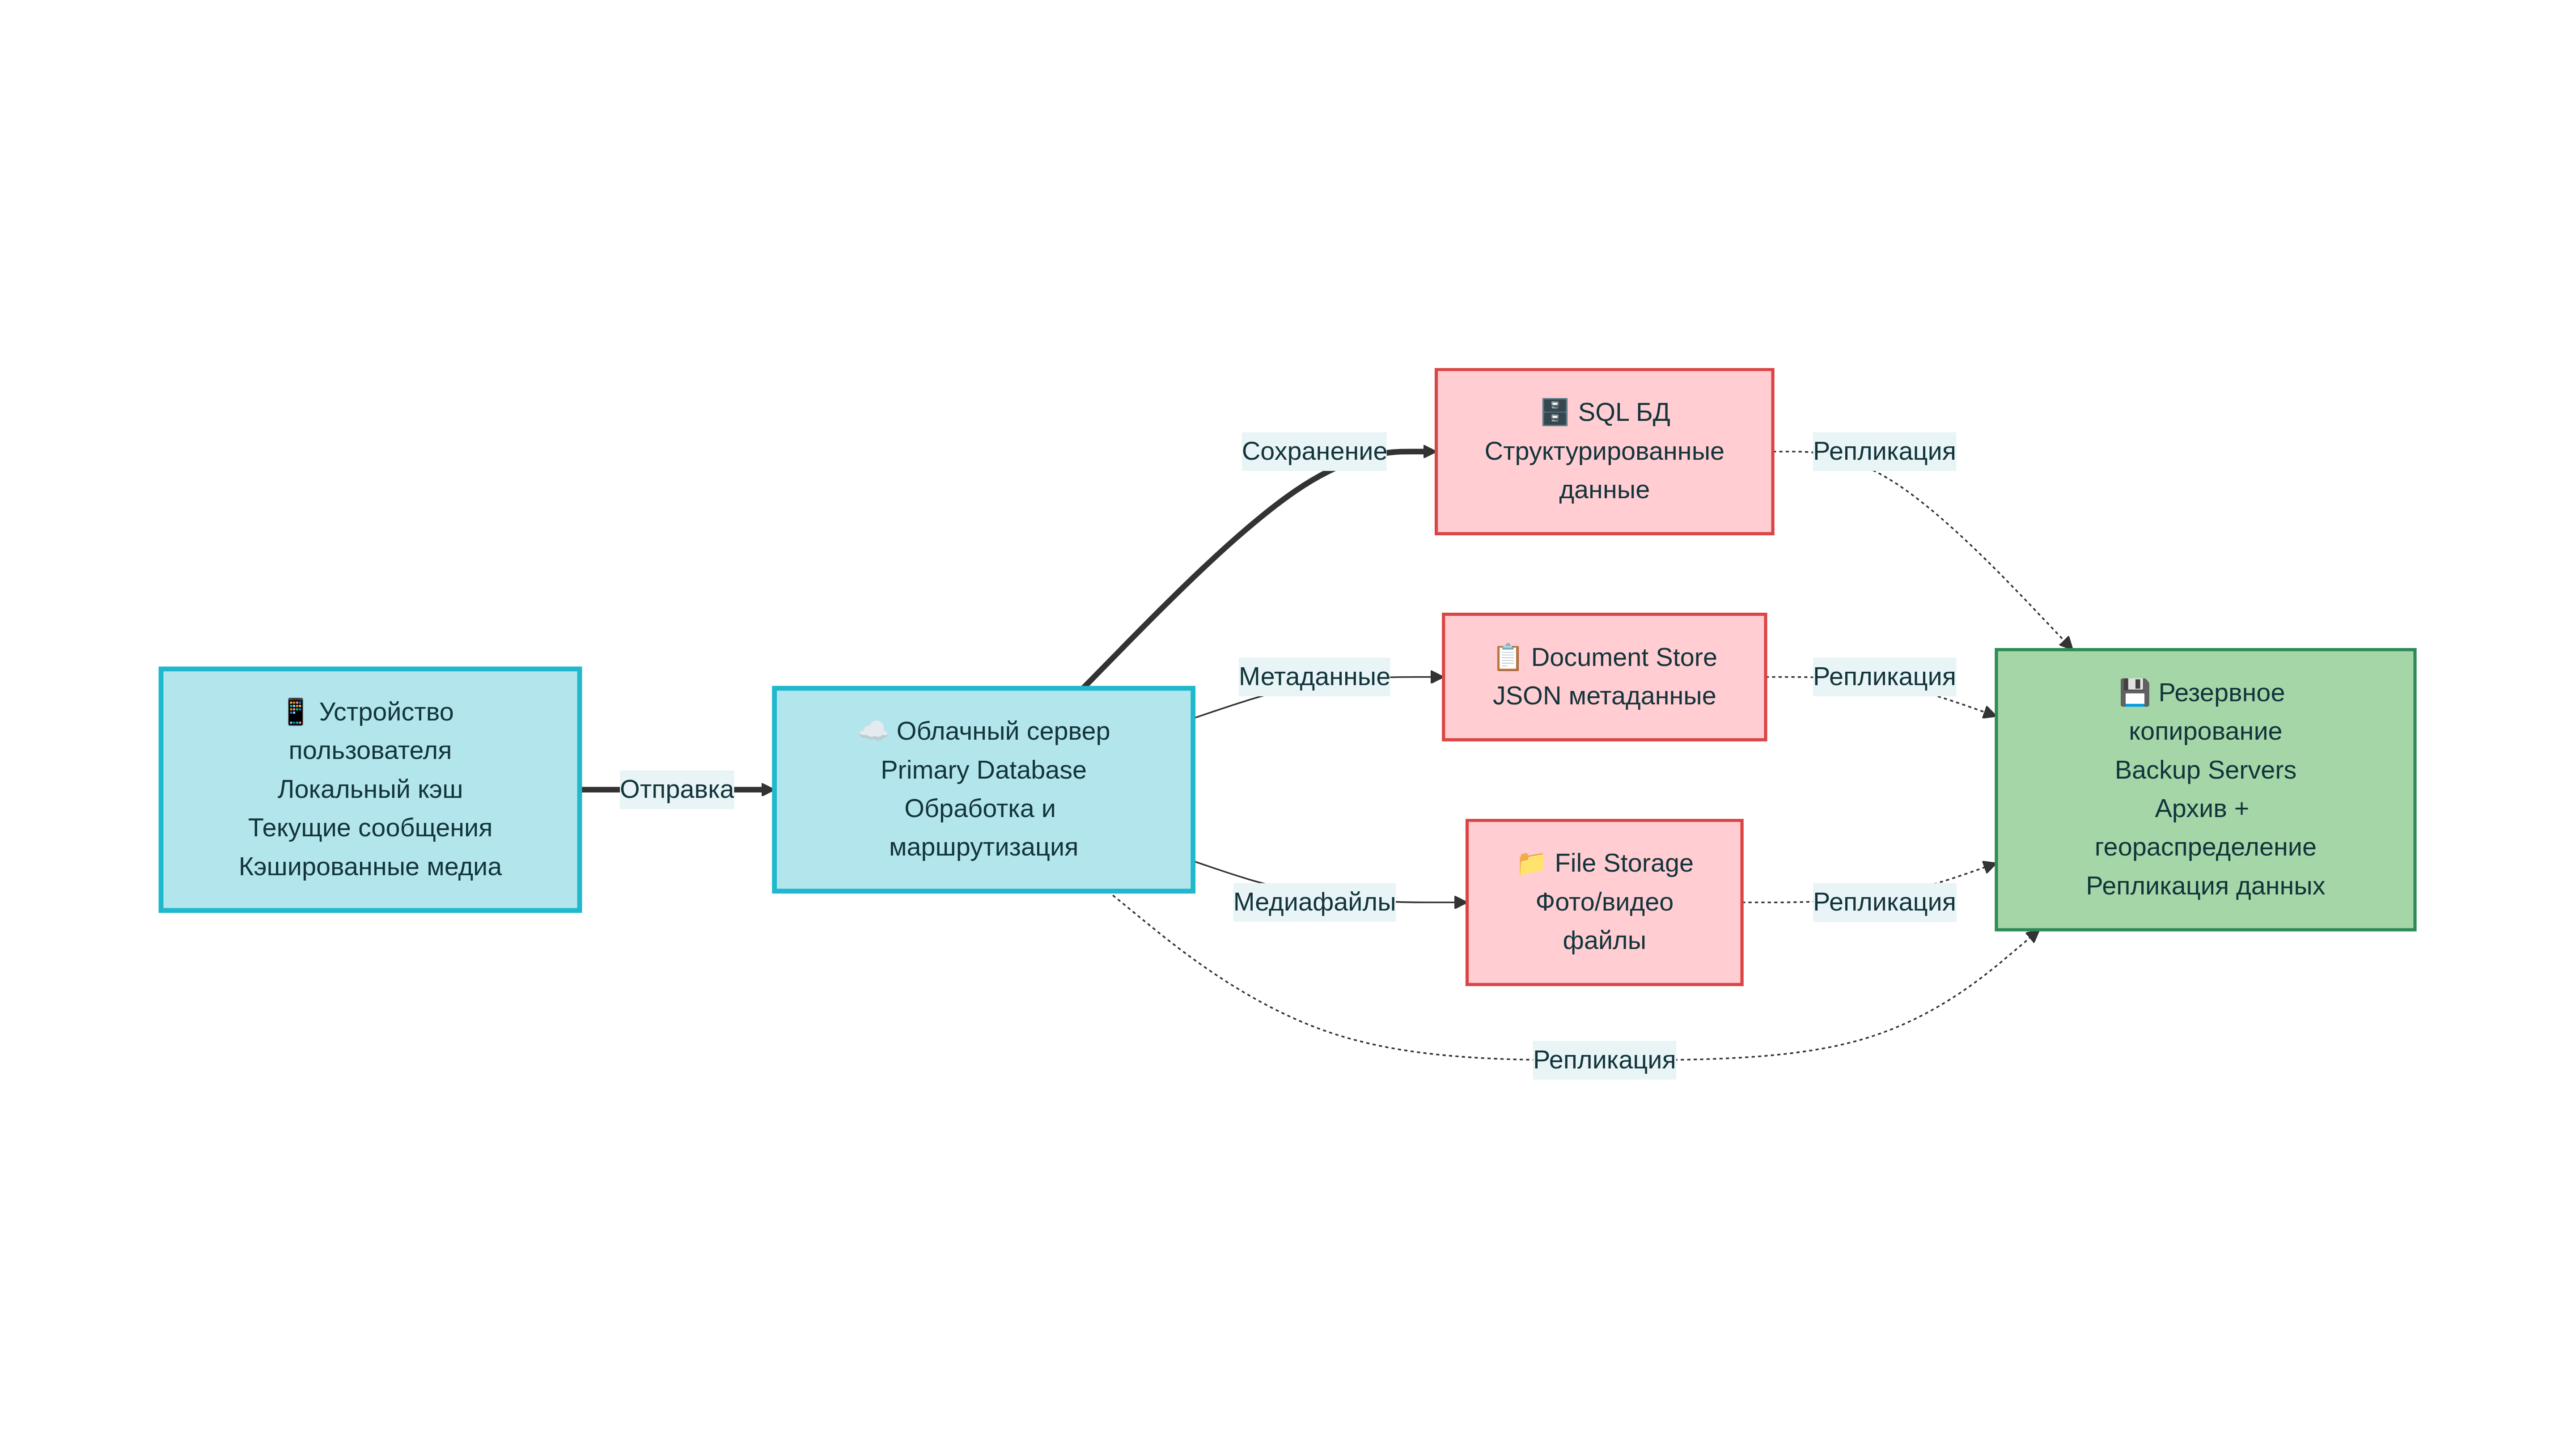 📱 Устройство
пользователя
Локальный кэш
Текущие сообщения
Кэшированные медиа
Отправка
☁️ Облачный сервер
Primary Database
Обработка и
маршрутизация
Сохранение
Метаданные
Медиафайлы
🗄️ SQL БД
Структурированные
данные
📋 Document Store
JSON метаданные
📁 File Storage
Фото/видео
файлы
Репликация
Репликация
Репликация
Репликация
💾 Резервное
копирование
Backup Servers
Архив +
геораспределение
Репликация данных